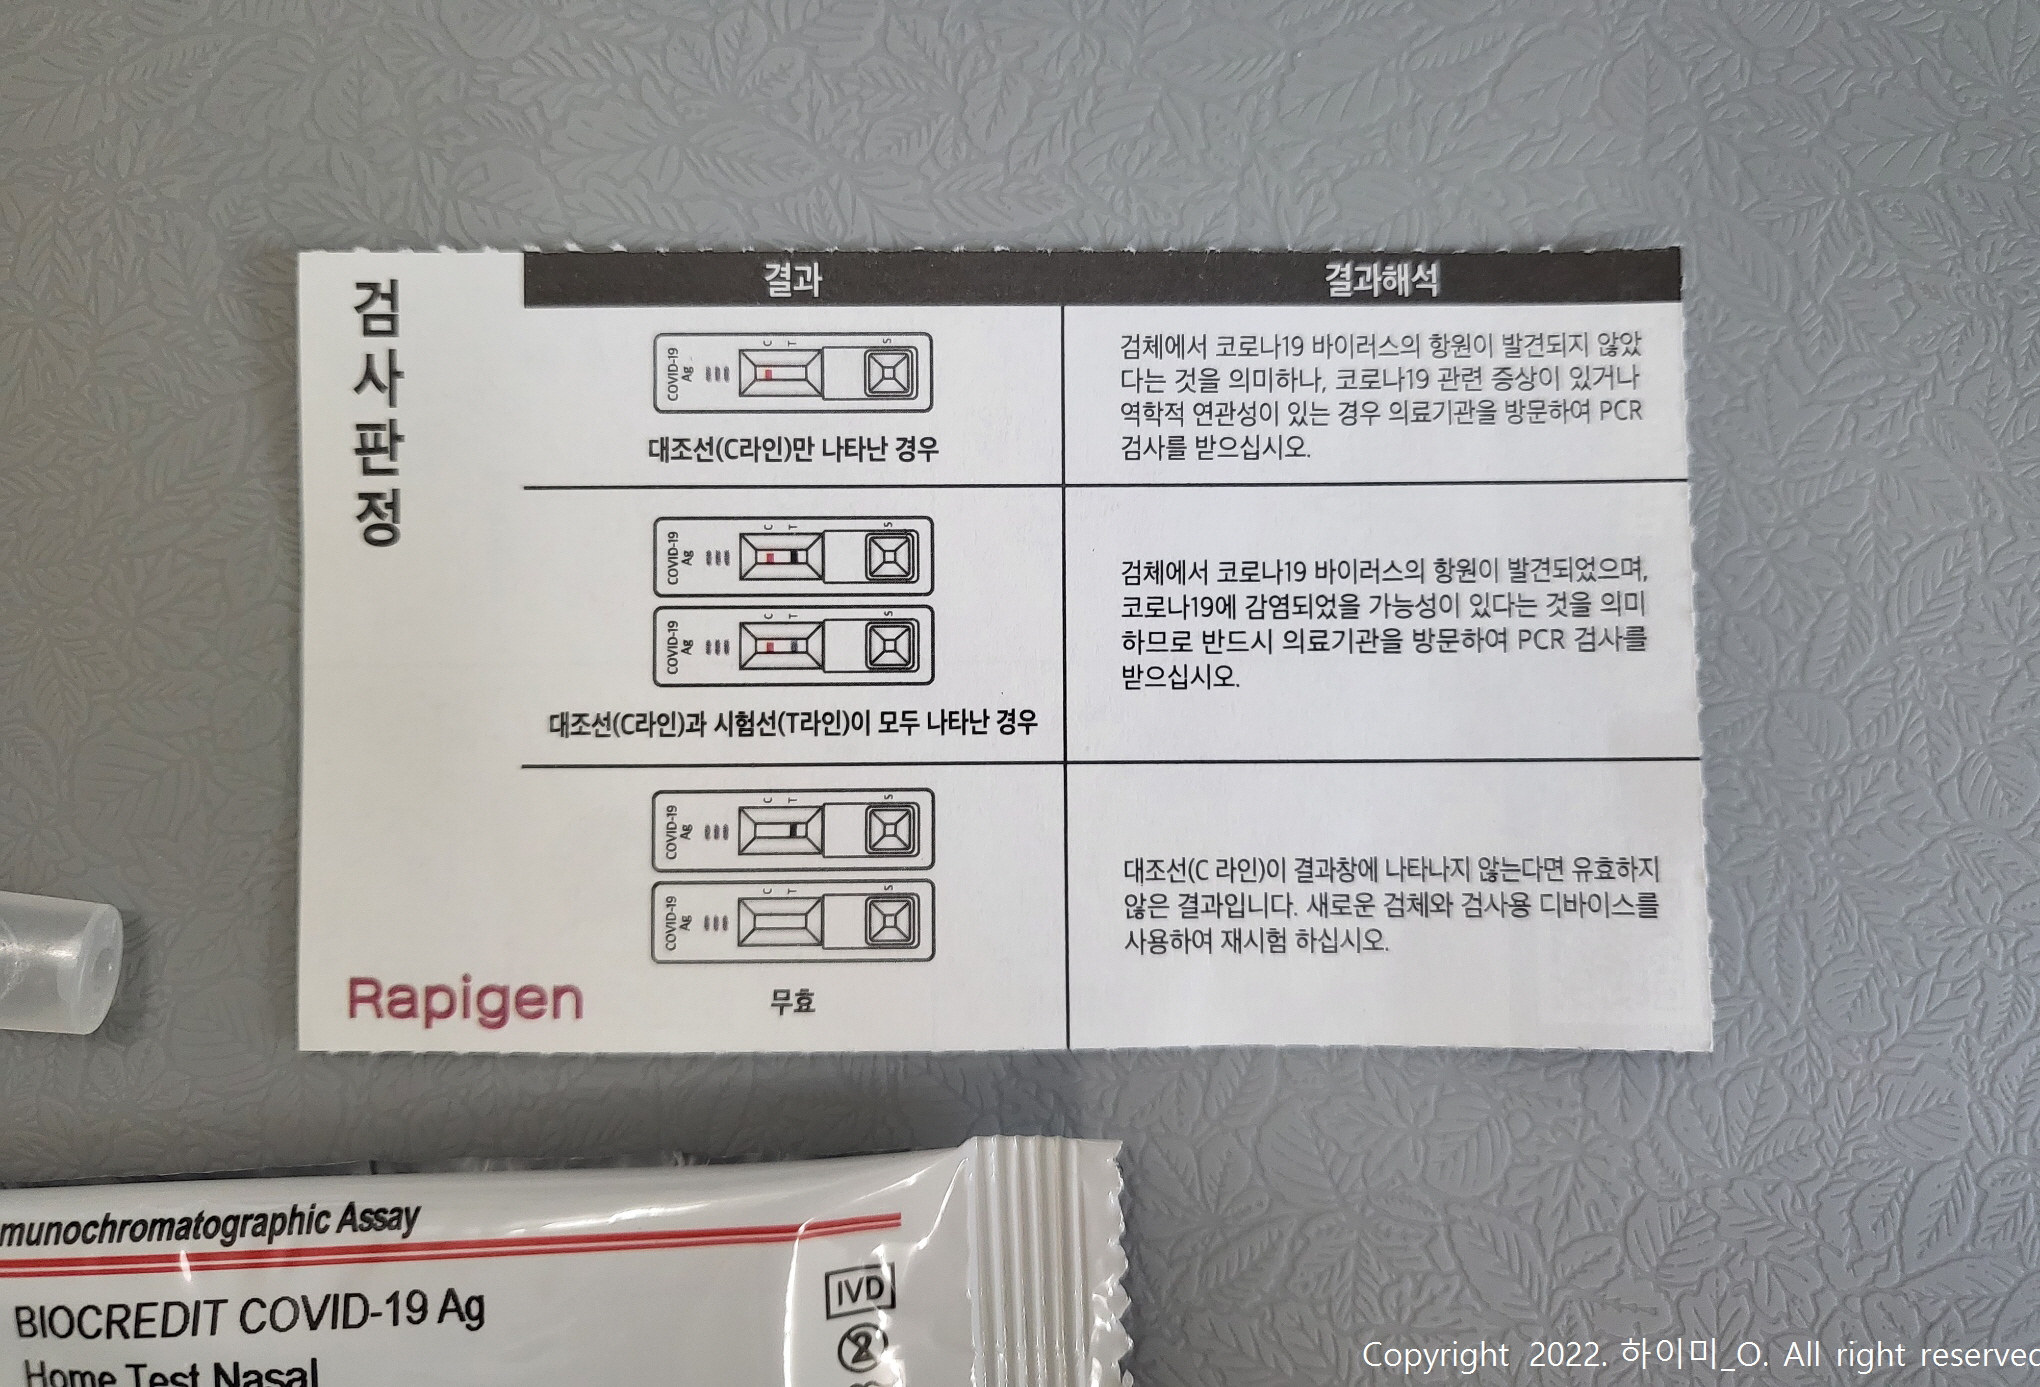 검사판정
결과
결과해석
COVID-19
Ag
C
T
S
대조선(C라인)만 나타난 경우
검체에서 코로나19 바이러스의 항원이 발견되지 않았
다는 것을 의미하나, 코로나19 관련 증상이 있거나
역학적 연관성이 있는 경우 의료기관을 방문하여 PCR
검사를 받으십시오.
COVID-19
Ag
C
T
S
COVID-19
Ag
C
T
S
대조선(C라인)과 시험선(T라인)이 모두 나타난 경우
검체에서 코로나19 바이러스의 항원이 발견되었으며,
코로나19에 감염되었을 가능성이 있다는 것을 의미
하므로 반드시 의료기관을 방문하여 PCR 검사를
받으십시오.
COVID-19
Ag
C
T
S
COVID-19
Ag
C
T
S
무효
대조선(C 라인)이 결과창에 나타나지 않는다면 유효하지
않은 결과입니다. 새로운 검체와 검사용 디바이스를
사용하여 재시험 하십시오.
Rapigen
munochromatographic Assay
BIOCREDIT COVID-19 Ag
Home Test Nasal
IVD
2
Copyright 2022. 하이미_O. All right reserved